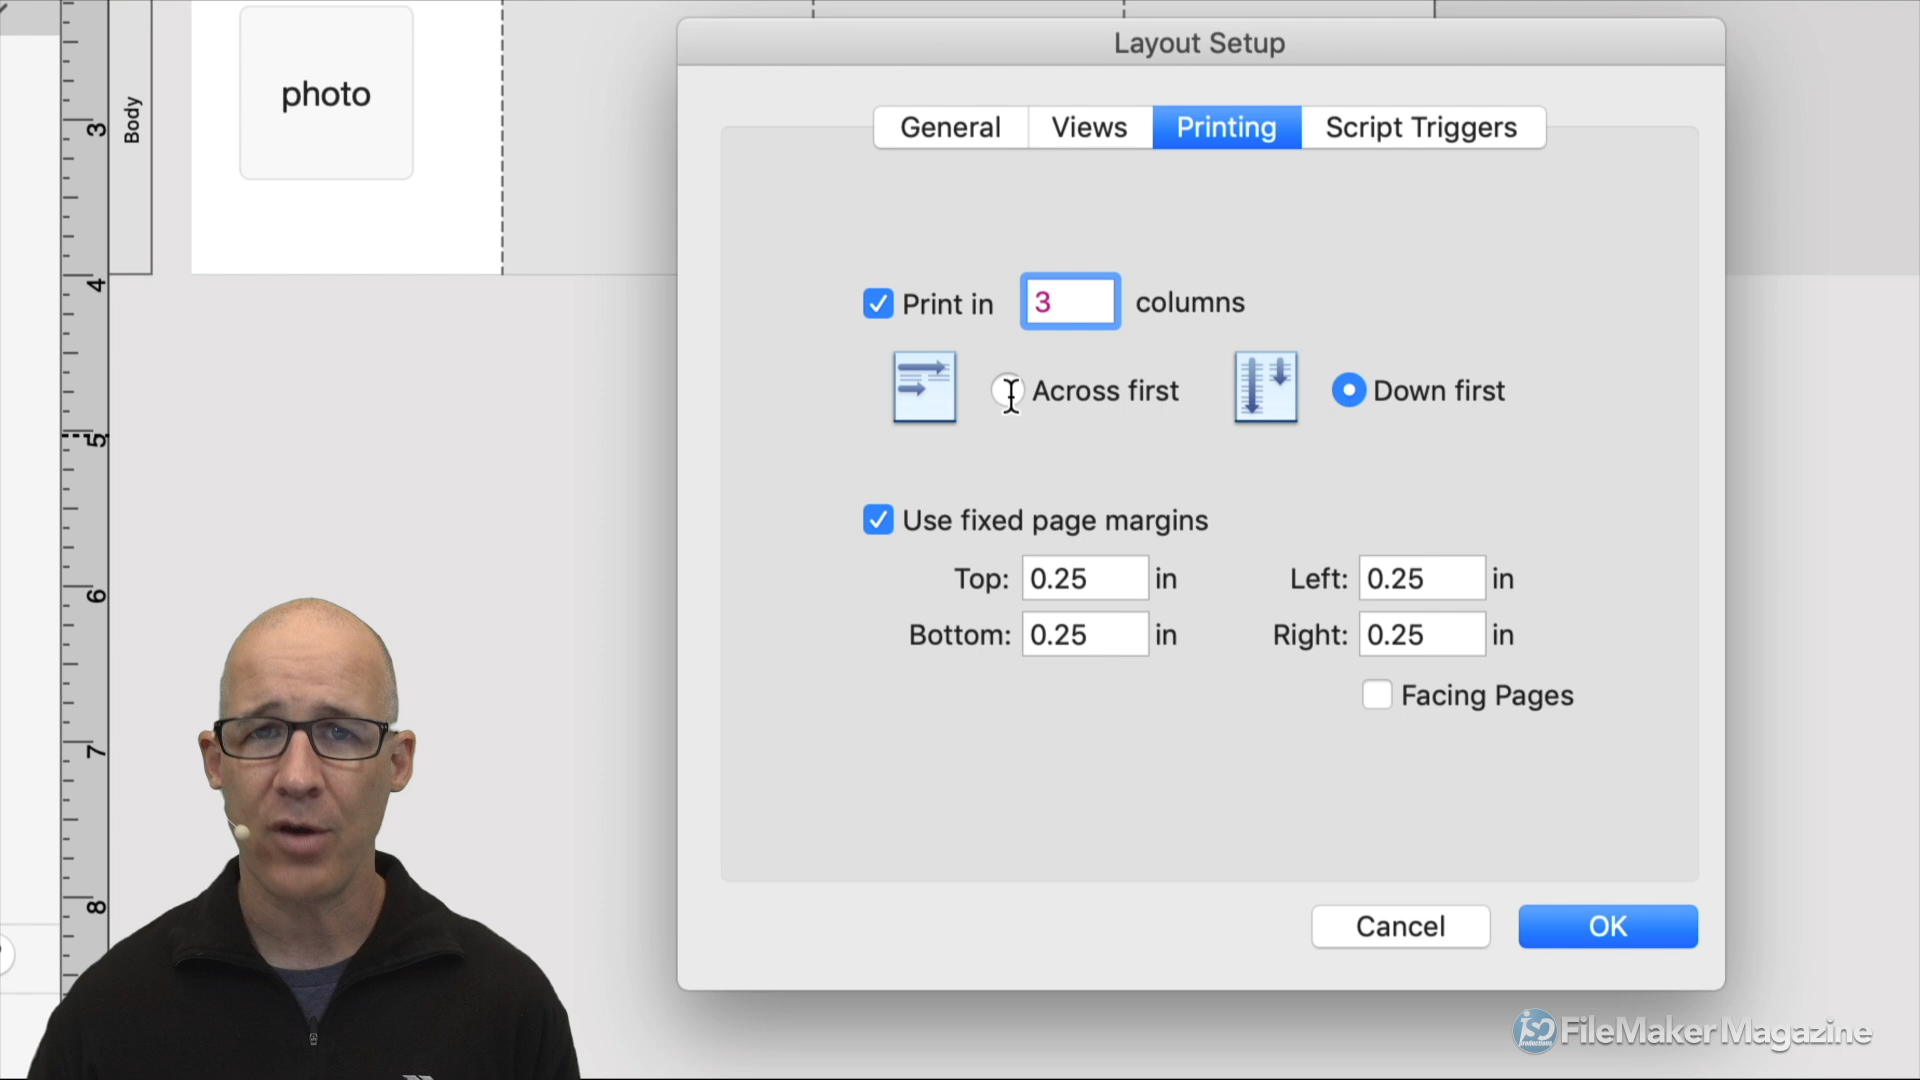 Layout Setup
General Views Printing Script Triggers
photo
Body
3
4
5
6
7
8
Print in 3 columns
Across first Down first
Use fixed page margins
Top: 0.25 in Left: 0.25 in
Bottom: 0.25 in Right: 0.25 in
Facing Pages
Cancel OK
iso productions FileMaker Magazine